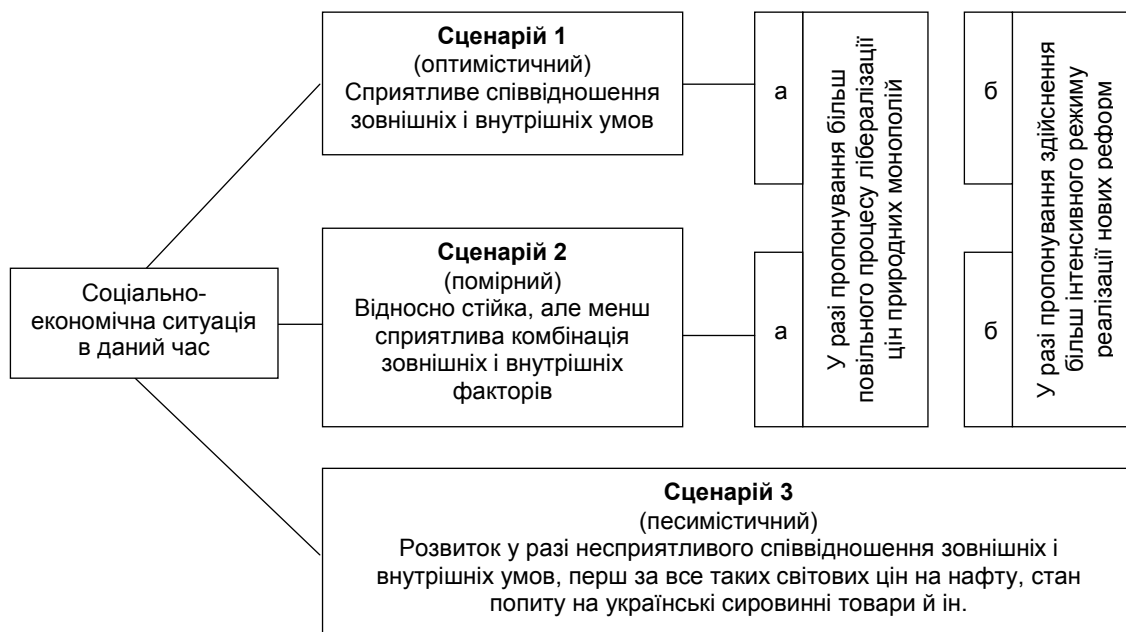 Сценарій 1
(оптимістичний)
Сприятливе співвідношення
зовнішніх і внутрішніх умов
а
У разі пропонування більш
повільного процесу лібералізації
цін природних монополій
б
У разі пропонування здійснення
більш інтенсивного режиму
реалізації нових реформ
Соціально-
економічна ситуація
в даний час
Сценарій 2
(помірний)
Відносно стійка, але менш
сприятлива комбінація
зовнішніх і внутрішніх
факторів
а
б
Сценарій 3
(песимістичний)
Розвиток у разі несприятливого співвідношення зовнішніх і
внутрішніх умов, перш за все таких світових цін на нафту, стан
попиту на українські сировинні товари й ін.